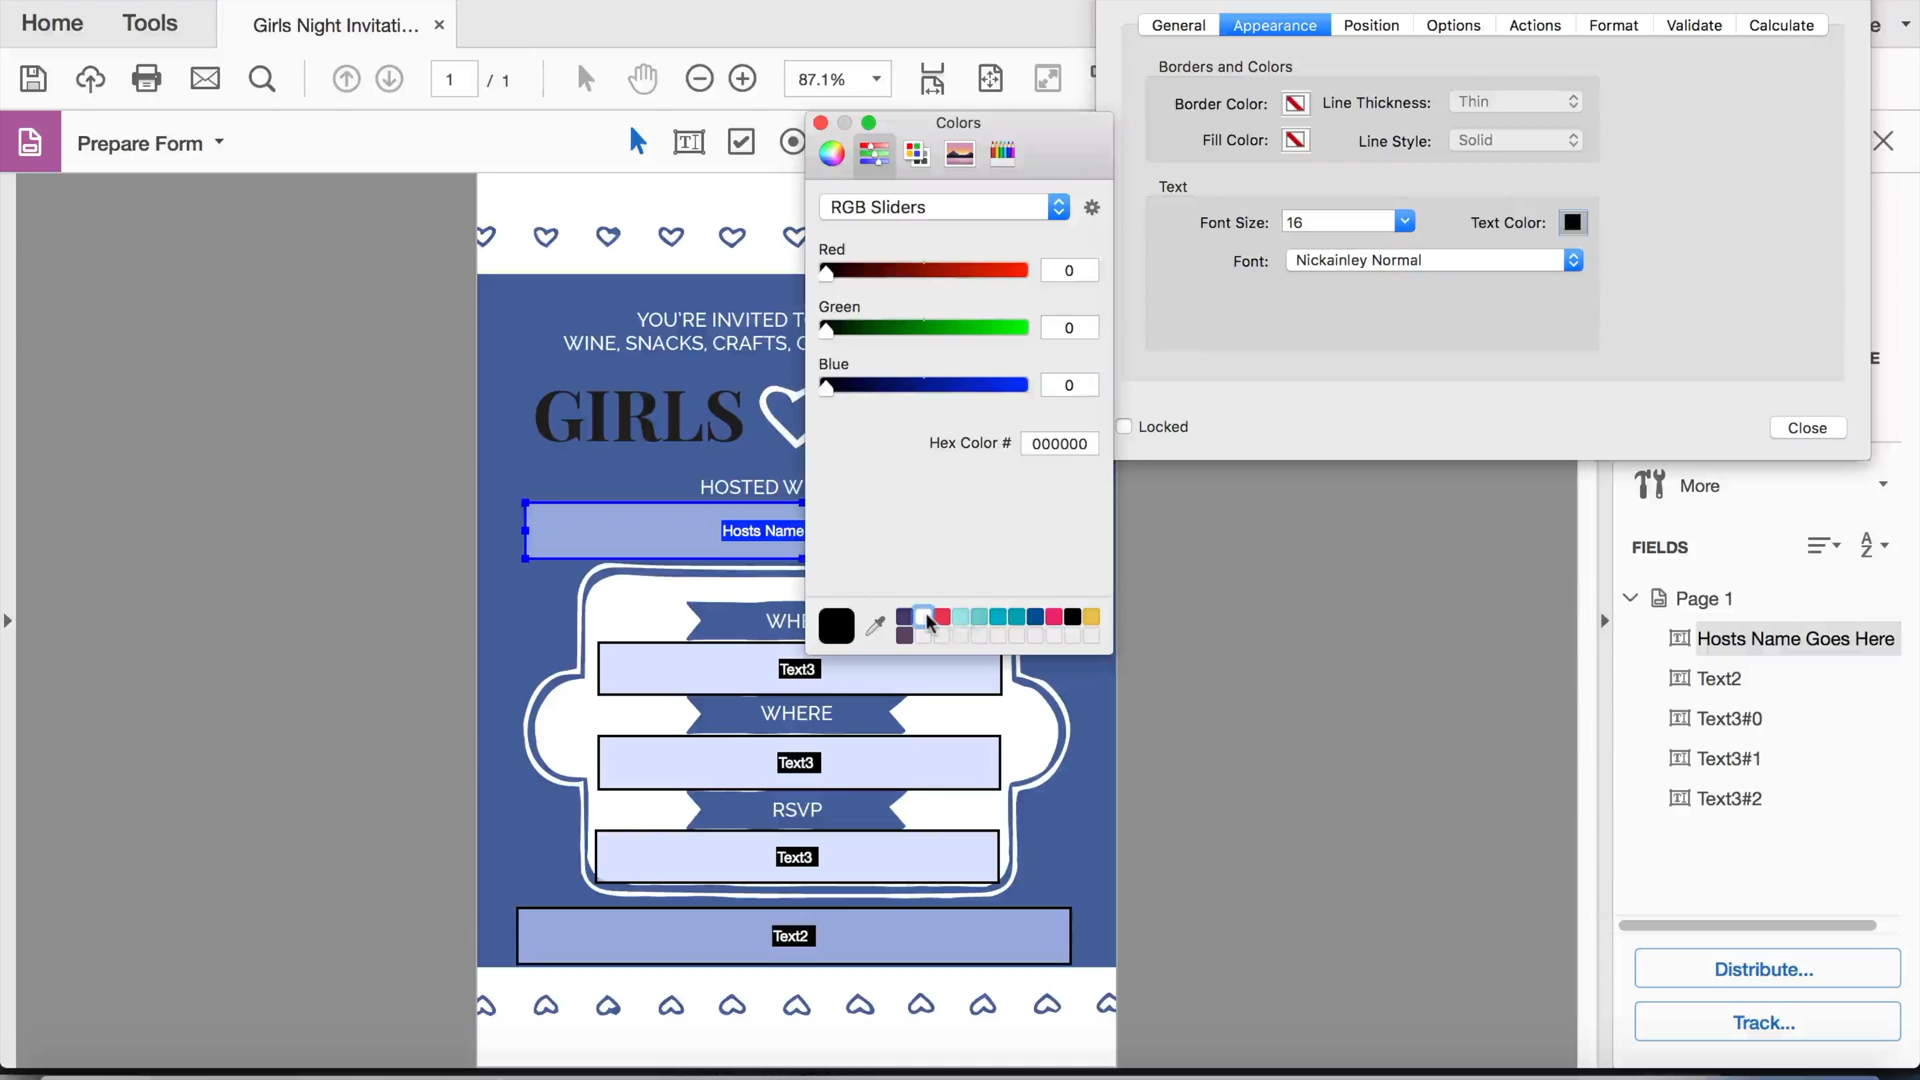 Home
Tools
Girls Night Invitati...
General
Appearance
Position
Options
Actions
Format
Validate
Calculate
1
/ 1
87.1%
Prepare Form
Borders and Colors
Border Color:
Line Thickness:
Thin
Fill Color:
Line Style:
Solid
Text
Font Size:
16
Text Color:
Font:
Nickainley Normal
Locked
Close
Colors
RGB Sliders
Red
0
Green
0
Blue
0
Hex Color #
000000
YOU'RE INVITED T
WINE, SNACKS, CRAFTS,
GIRLS
HOSTED W
Hosts Name
WHE
Text3
WHERE
Text3
RSVP
Text3
Text2
More
FIELDS
A
Z
Page 1
Hosts Name Goes Here
Text2
Text3#0
Text3#1
Text3#2
Distribute...
Track...